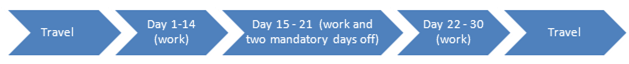 Travel
Day 1-14
(work)
Day 15 - 21 (work and
two mandatory days off)
Day 22 - 30
(work)
Travel